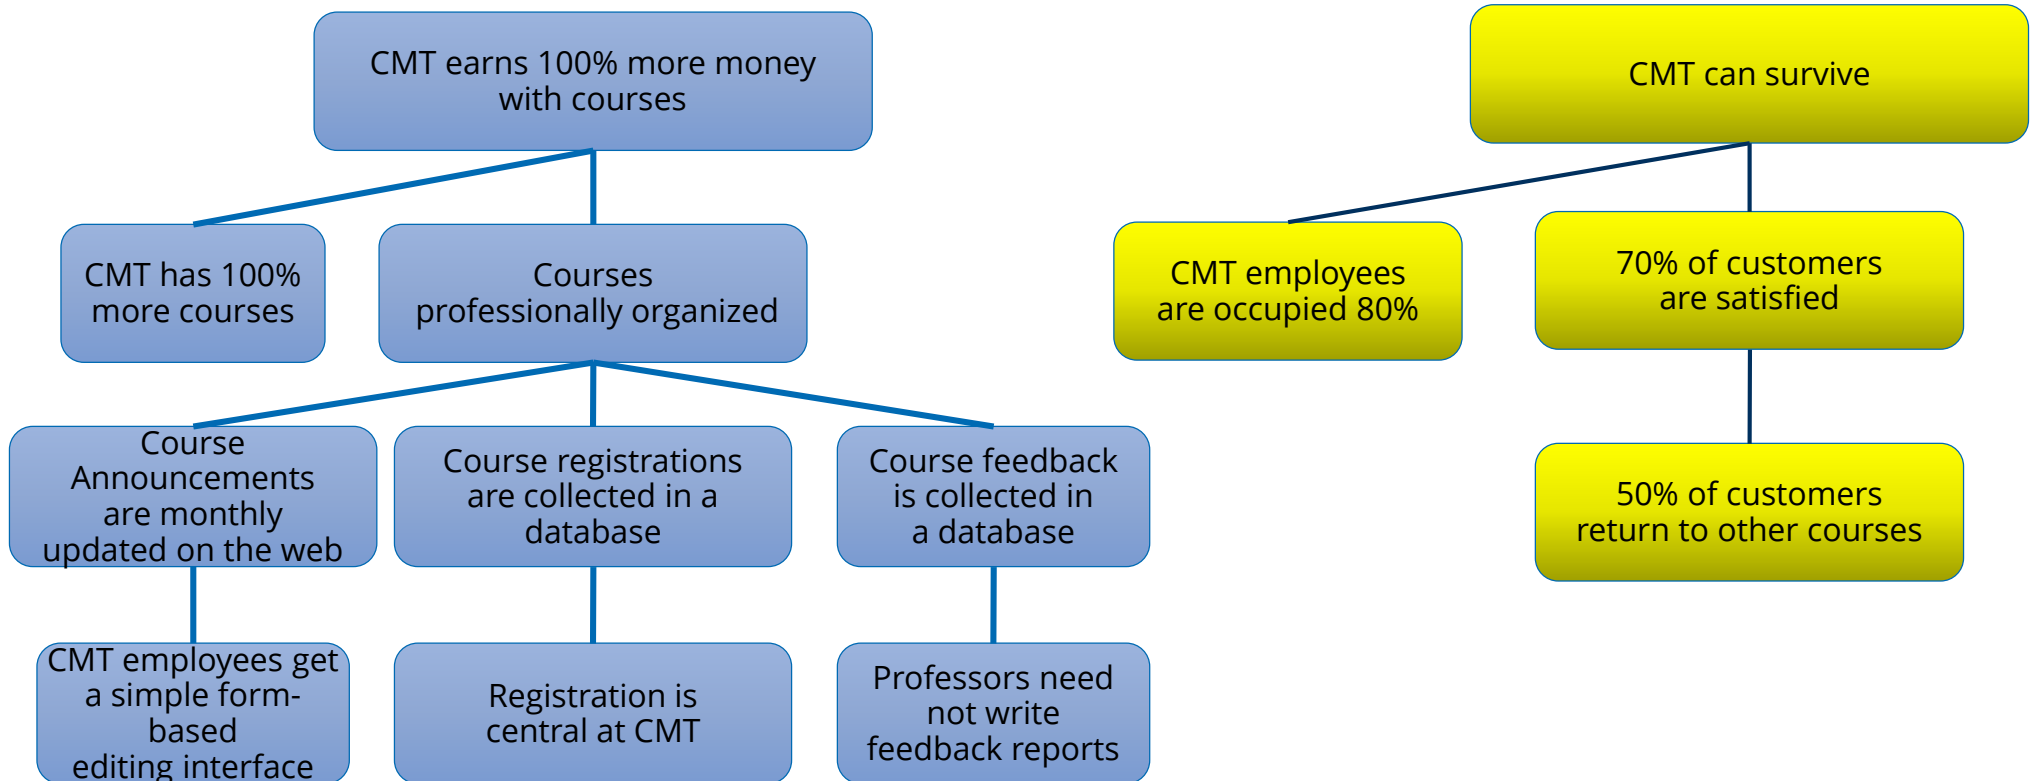 CMT earns 100% more money
with courses
CMT can survive
CMT has 100%
more courses
Courses
professionally organized
CMT employees
are occupied 80%
70% of customers
are satisfied
Course
Announcements
are monthly
updated on the web
Course registrations
are collected in a
database
Course feedback
is collected in
a database
50% of customers
return to other courses
CMT employees get
a simple form-
based
editing interface
Registration is
central at CMT
Professors need
not write
feedback reports